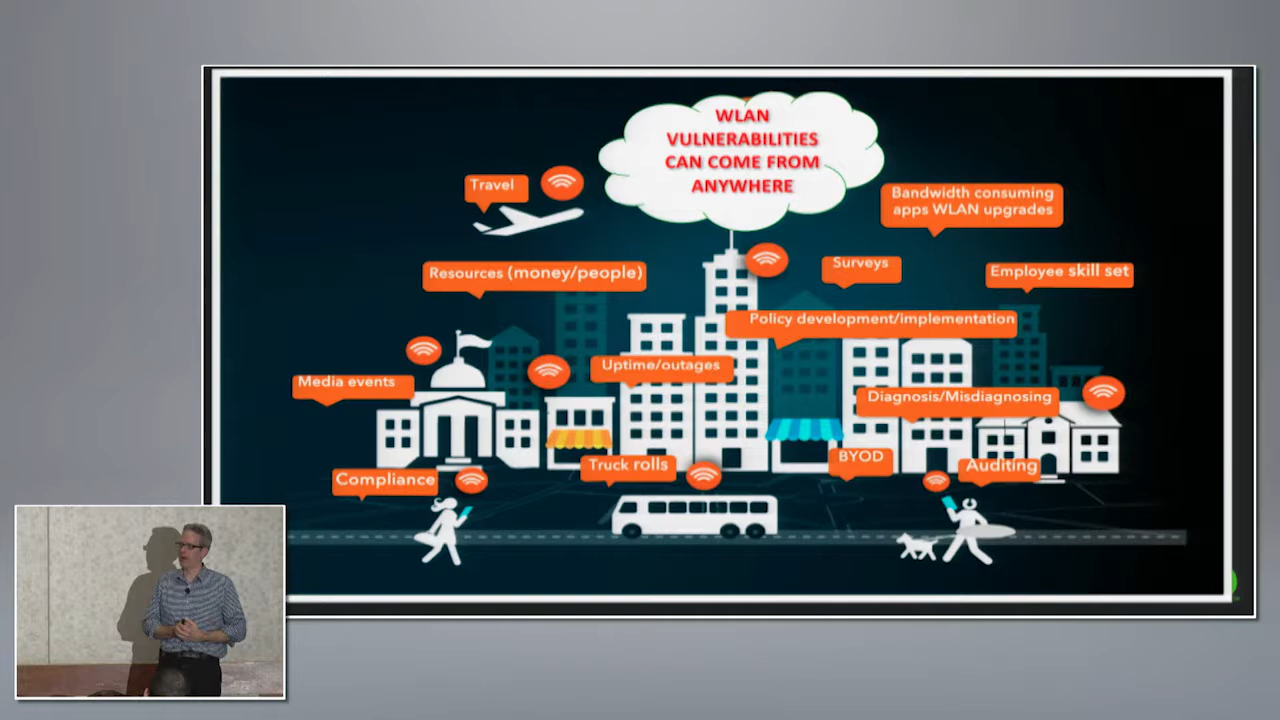 WLAN
VULNERABILITIES
CAN COME FROM
ANYWHERE
Travel
Bandwidth consuming
apps WLAN upgrades
Resources (money/people)
Surveys
Employee skill set
Policy development/implementation
Uptime/outages
Media events
Diagnosis/Misdiagnosing
Compliance
Truck rolls
BYOD
Auditing